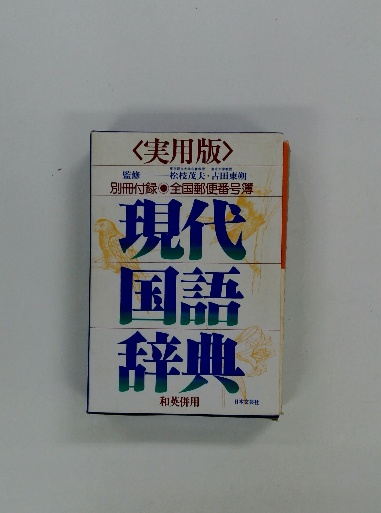 〈実用版〉
監修——松枝茂夫・古田東朔
別冊付録●全国郵便番号簿
現代
国語
辞典
和英併用
日本文芸社